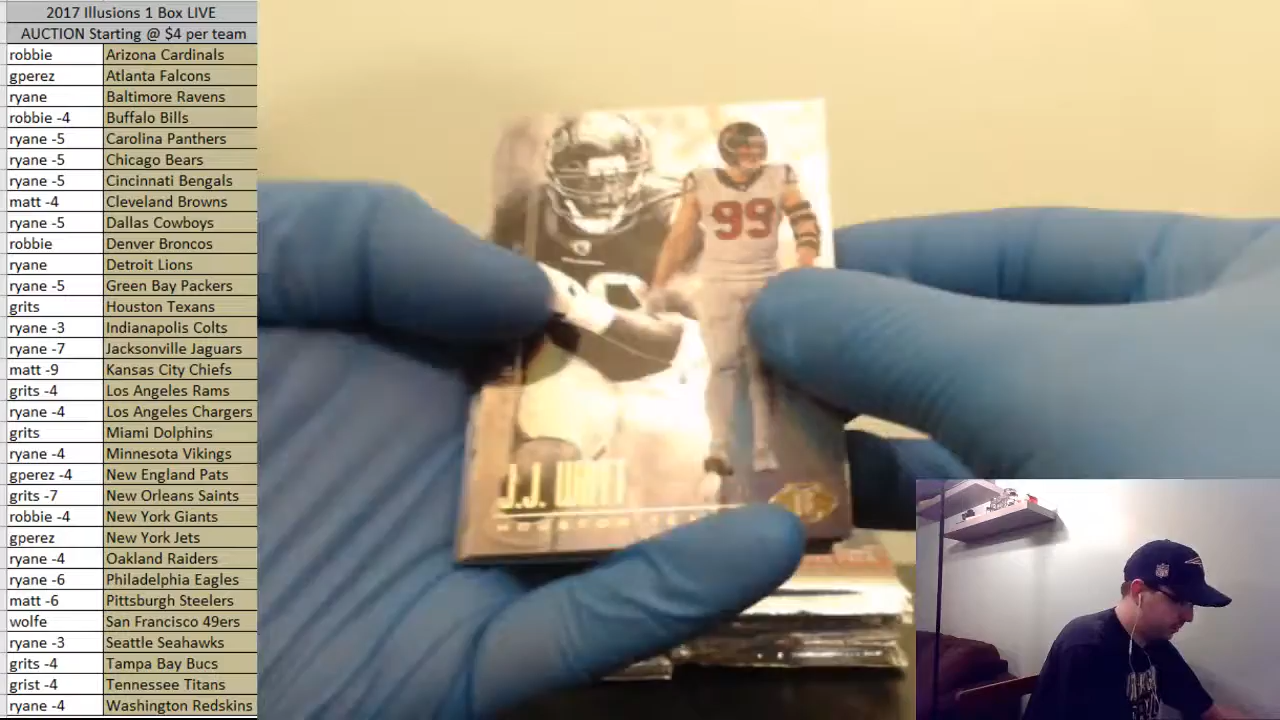 2017 Illusions 1 Box LIVE
AUCTION Starting @ $4 per team
robbie Arizona Cardinals
gperez Atlanta Falcons
ryane Baltimore Ravens
robbie -4 Buffalo Bills
ryane -5 Carolina Panthers
ryane -5 Chicago Bears
ryane -5 Cincinnati Bengals
matt -4 Cleveland Browns
ryane -5 Dallas Cowboys
robbie Denver Broncos
ryane Detroit Lions
ryane -5 Green Bay Packers
grits Houston Texans
ryane -3 Indianapolis Colts
ryane -7 Jacksonville Jaguars
matt -9 Kansas City Chiefs
grits -4 Los Angeles Rams
ryane -4 Los Angeles Chargers
grits Miami Dolphins
ryane -4 Minnesota Vikings
gperez -4 New England Pats
grits -7 New Orleans Saints
robbie -4 New York Giants
gperez New York Jets
ryane -4 Oakland Raiders
ryane -6 Philadelphia Eagles
matt -6 Pittsburgh Steelers
wolfe San Francisco 49ers
ryane -3 Seattle Seahawks
grits -4 Tampa Bay Bucs
grist -4 Tennessee Titans
ryane -4 Washington Redskins
99
J.J. WATT